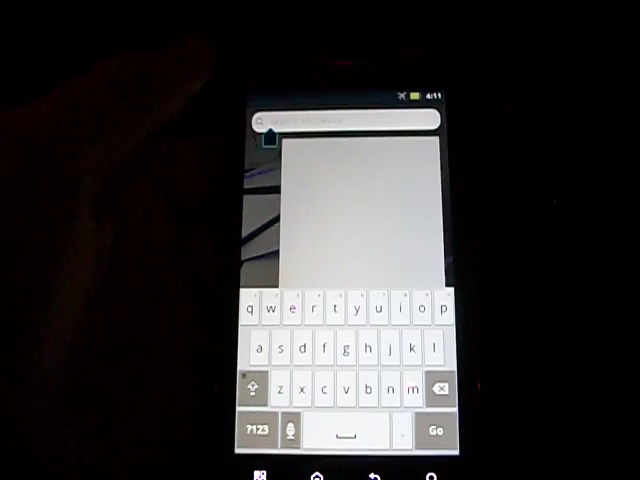 4:11
q w e r t y u i o p
a s d f g h j k l
z x c v b n m
?123 . Go